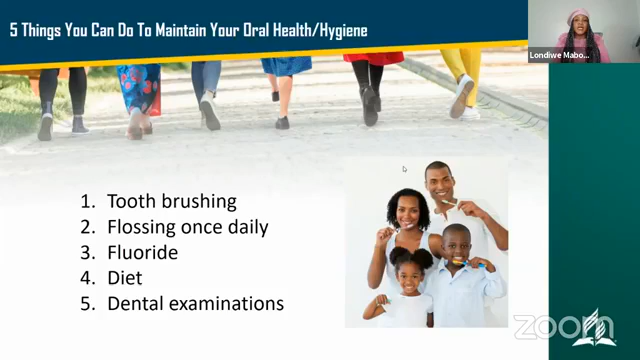 5 Things You Can Do To Maintain Your Oral Health/Hygiene
Londiwe Mabo...
1. Tooth brushing
2. Flossing once daily
3. Fluoride
4. Diet
5. Dental examinations
zoom